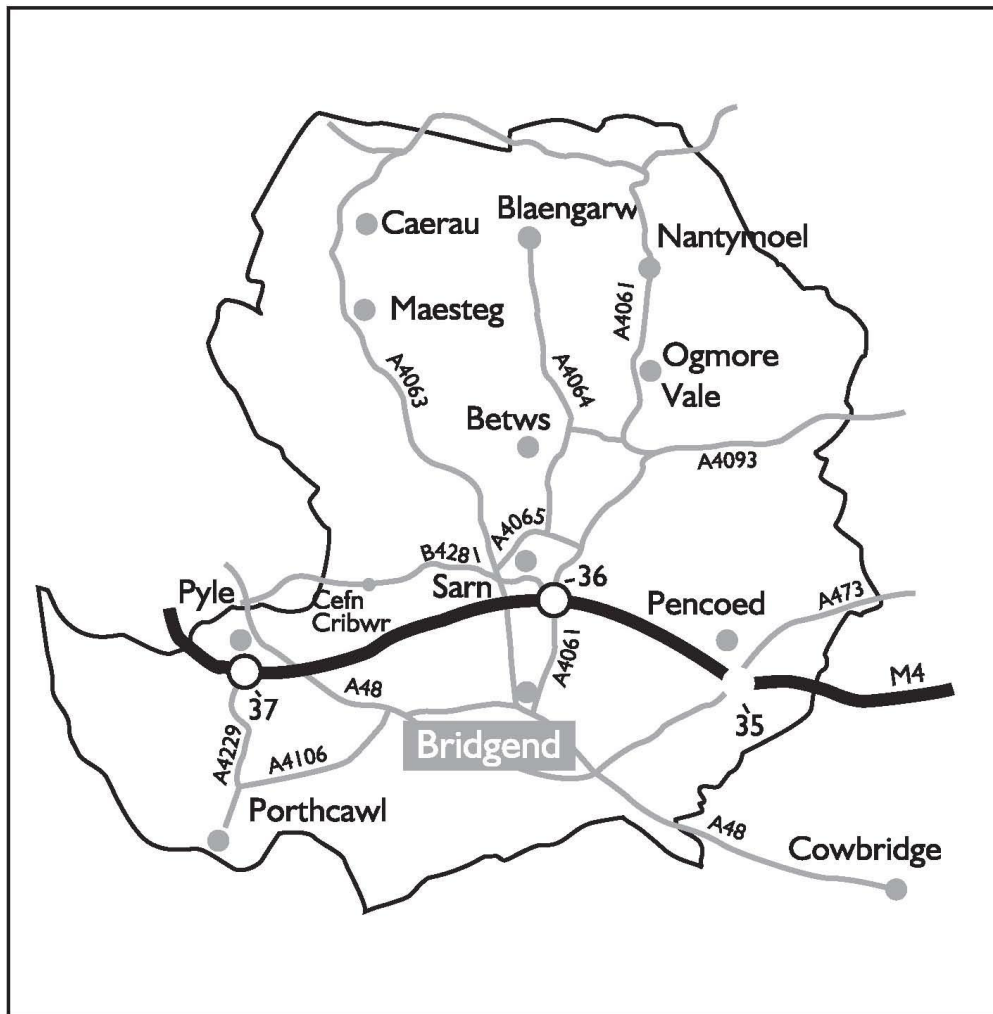 Blaengarw
Caerau
Nantymoel
A4061
Maesteg
Ogmore
Vale
A4063
A4064
Betws
A4093
A4065
B4281
-36
Sarn
Pyle
Cefn
Cribwr
Pencoed
A473
A4061
M4
A48
37
35
Bridgend
A4229
A4106
Porthcawl
A48
Cowbridge